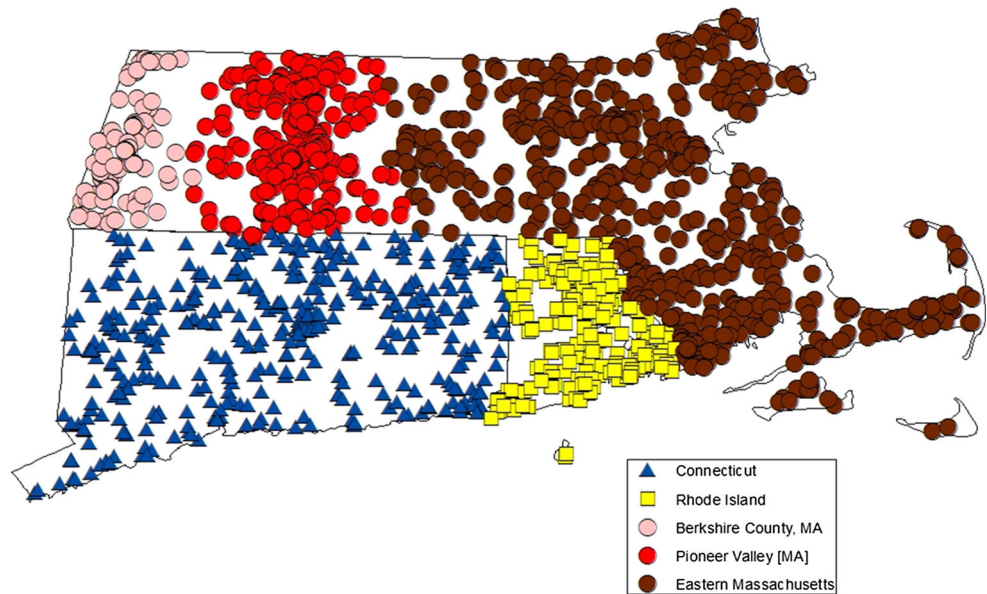 Connecticut
Rhode Island
Berkshire County, MA
Pioneer Valley [MA]
Eastern Massachusetts